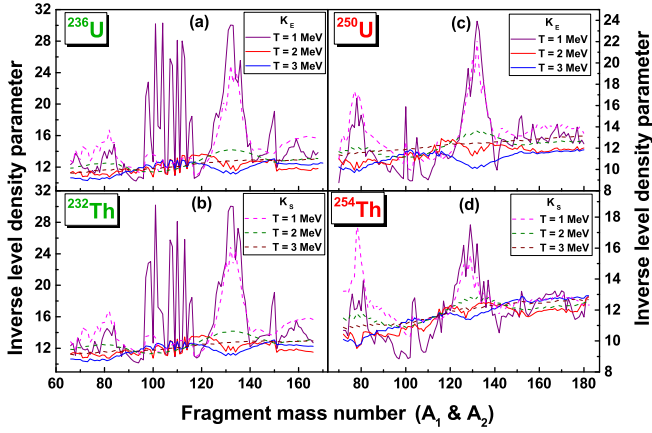 Inverse level density parameter
32
28
24
20
16
12
32
28
24
20
16
12
60 80 100 120 140 160
²³⁶U
(a)
K_E
T = 1 MeV
T = 2 MeV
T = 3 MeV
²³²Th
(b)
K_S
T = 1 MeV
T = 2 MeV
T = 3 MeV
²⁵⁰U
(c)
K_E
T = 1 MeV
T = 2 MeV
T = 3 MeV
24
22
20
18
16
14
12
10
8
²⁵⁴Th
(d)
K_S
T = 1 MeV
T = 2 MeV
T = 3 MeV
18
16
14
12
10
8
80 100 120 140 160 180
Inverse level density parameter
Fragment mass number (A₁ & A₂)